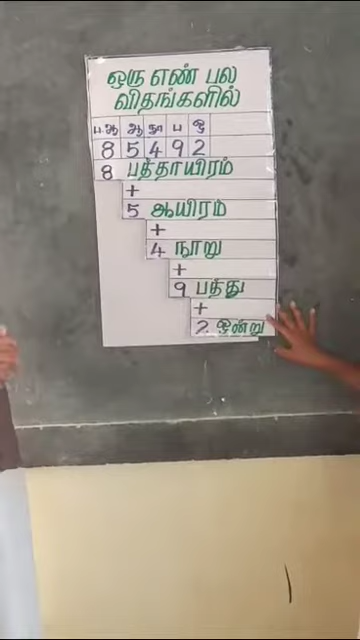 ஒரு எண் பல
விதங்களில்
ப.ஆ ஆ நூ ப ஒ
8 5 4 9 2
8 பத்தாயிரம்
+
5 ஆயிரம்
+
4 நூறு
+
9 பத்து
+
2 ஒன்று